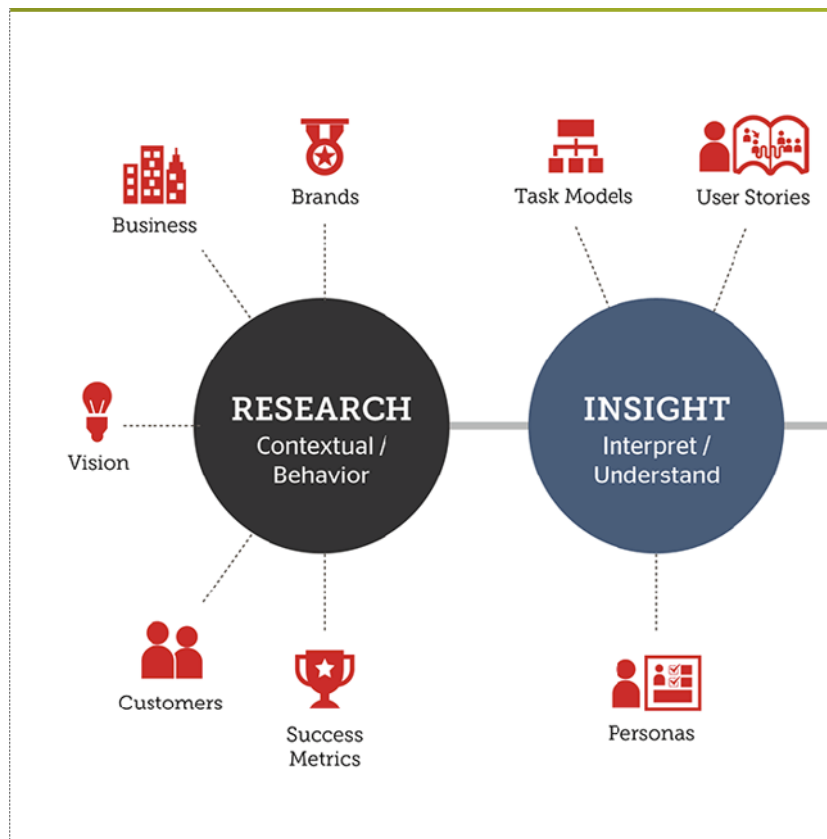 Brands
Business
Task Models
User Stories
Vision
RESEARCH
Contextual /
Behavior
INSIGHT
Interpret /
Understand
Customers
Success
Metrics
Personas